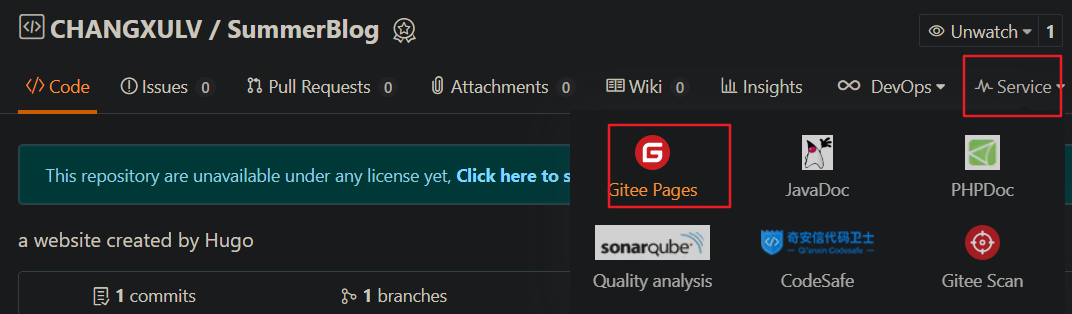 CHANGXULV / SummerBlog
Unwatch 1
Code Issues 0 Pull Requests 0 Attachments 0 Wiki 0 Insights DevOps Service
G
Gitee Pages JavaDoc PHPDoc
This repository are unavailable under any license yet, Click here to s
a website created by Hugo
sonarqube 奇安信代码卫士
QI'anxin CodeSafe
Quality analysis CodeSafe Gitee Scan
1 commits 1 branches